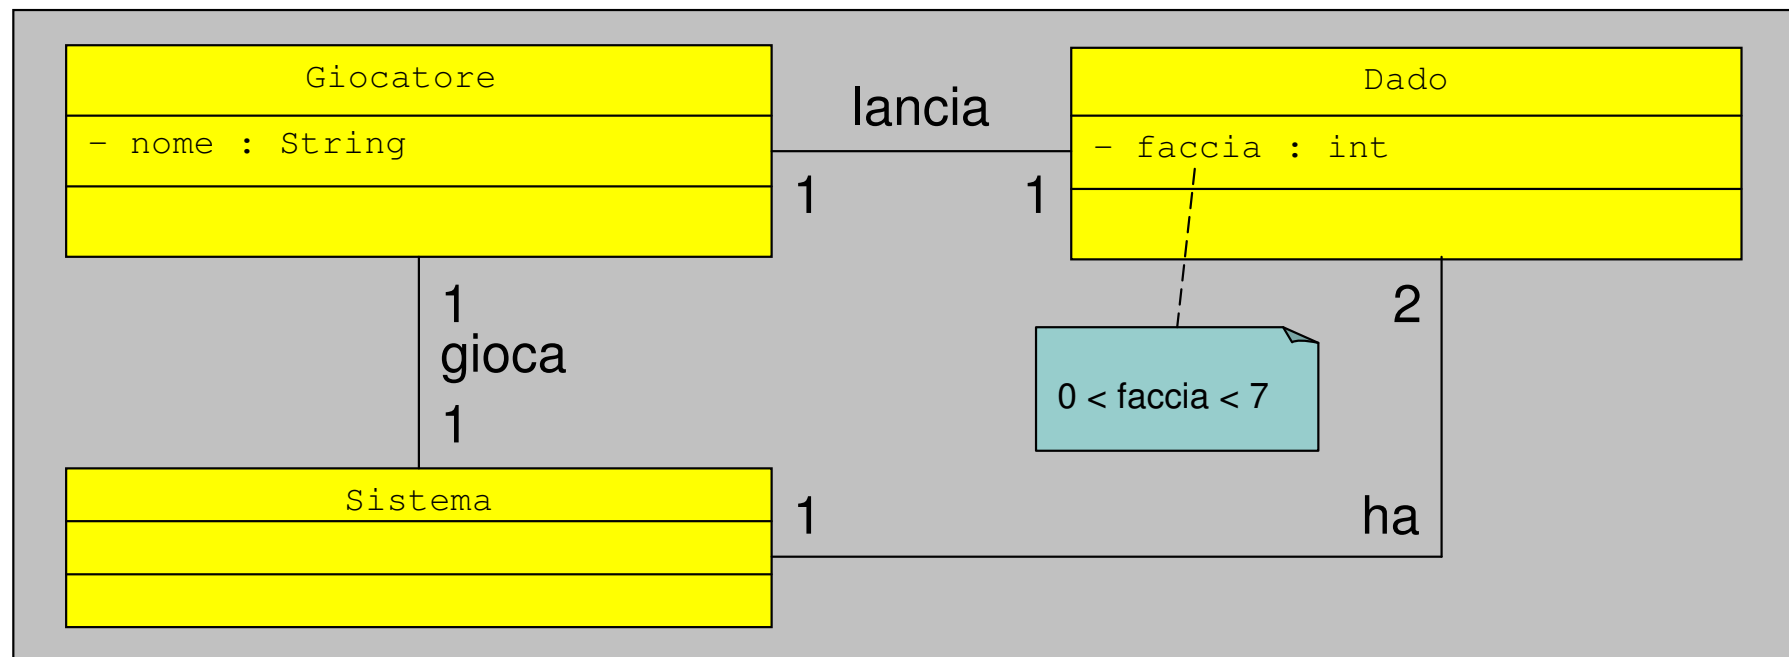 Giocatore
- nome : String
lancia
1
1
Dado
- faccia : int
1
gioca
1
2
0 < faccia < 7
Sistema
1
ha